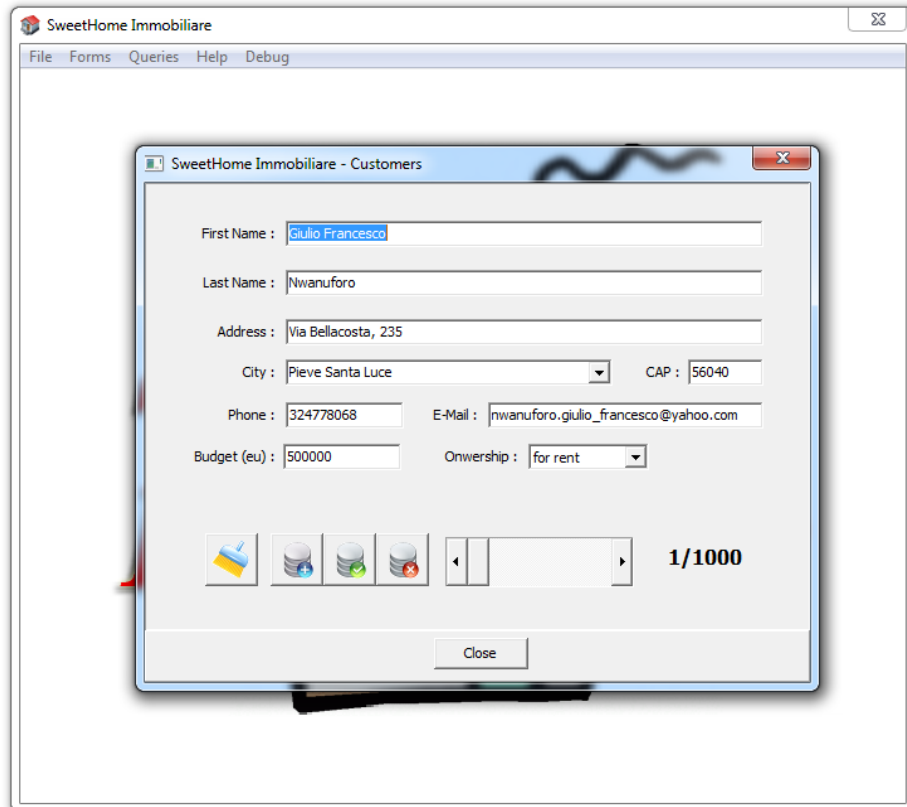 SweetHome Immobiliare
File Forms Queries Help Debug
SweetHome Immobiliare - Customers
First Name : Giulio Francesco
Last Name : Nwanuforo
Address : Via Bellacosta, 235
City : Pieve Santa Luce CAP : 56040
Phone : 324778068 E-Mail : nwanuforo.giulio_francesco@yahoo.com
Budget (eu) : 500000 Onwership : for rent
1/1000
Close